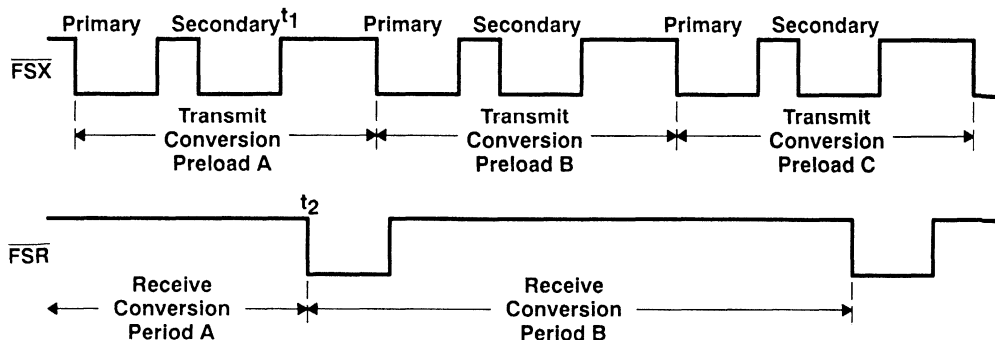 Primary Secondary t1 Primary Secondary Primary Secondary
FSX
Transmit Conversion Preload A
Transmit Conversion Preload B
Transmit Conversion Preload C
t2
FSR
Receive Conversion Period A
Receive Conversion Period B